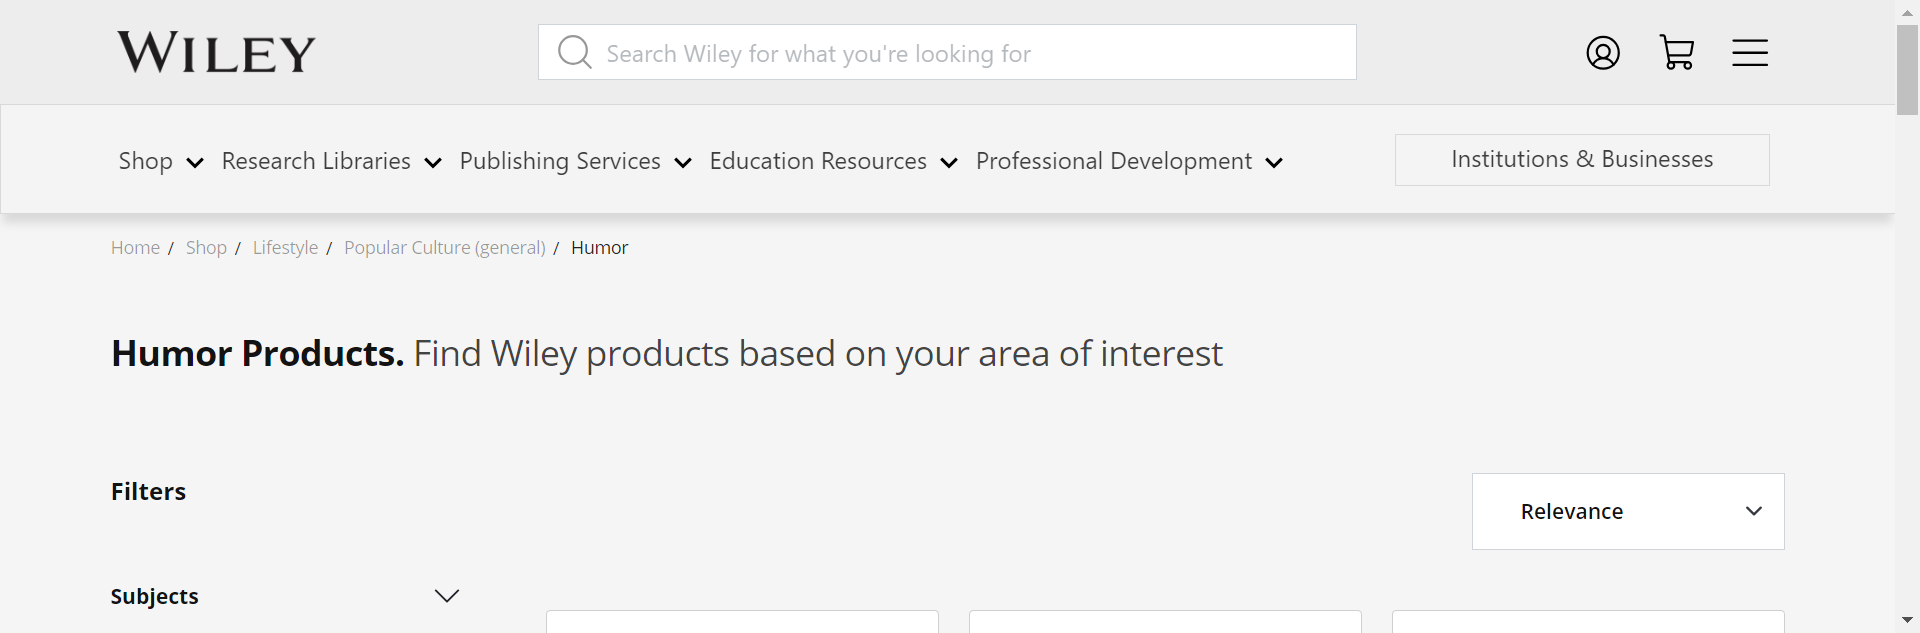 WILEY
Search Wiley for what you're looking for
Shop Research Libraries Publishing Services Education Resources Professional Development Institutions & Businesses
Home / Shop / Lifestyle / Popular Culture (general) / Humor
Humor Products. Find Wiley products based on your area of interest
Filters
Relevance
Subjects